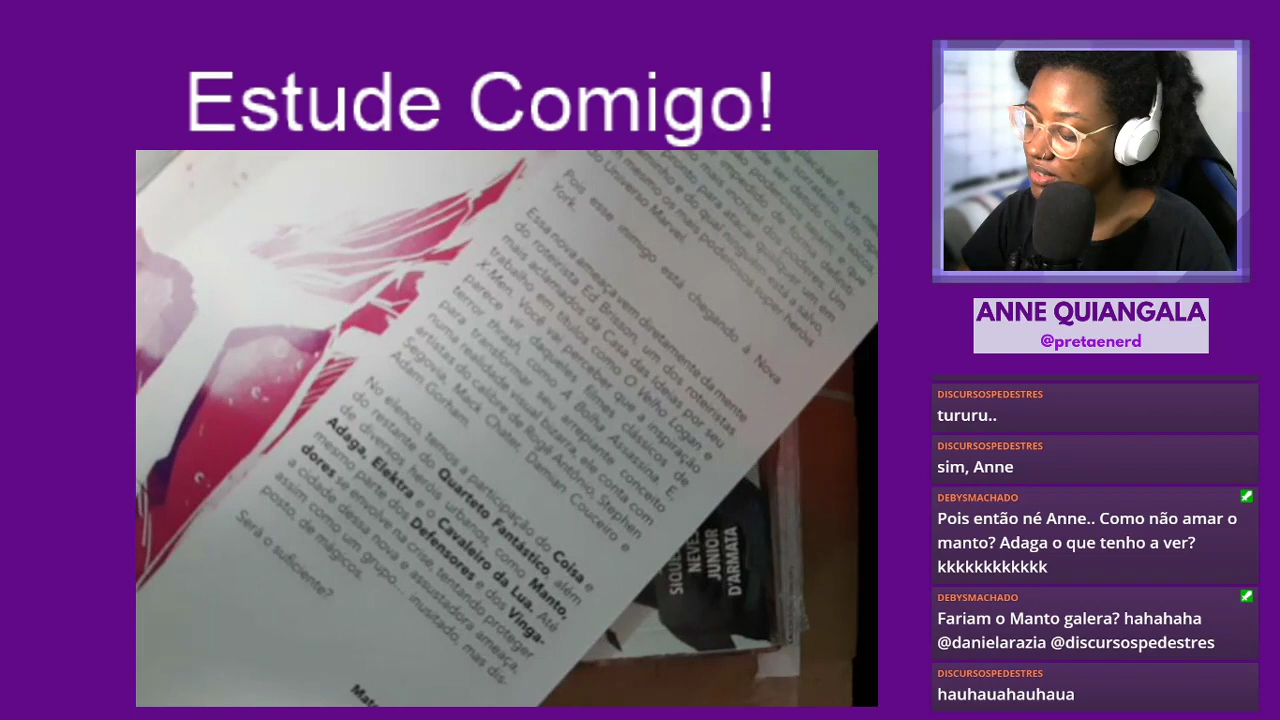 Estude Comigo!
Pois esse inimigo está chegando à Nova
York.
Essa nova ameaça vem diretamente da mente
do roteirista Ed Brisson, um dos roteiristas
mais aclamados da Casa das Ideias por seu
trabalho em títulos como O Velho Logan e
X-Men. Você vai perceber que a inspiração
parece vir daqueles filmes clássicos de
terror thash, como A Bolha Assassina. E,
para transformar seu arrepiante conceito
numa realidade visual bizarra, ele conta com
artistas do calibre de Rogê Antônio, Stephen
Segovia, Mack Chater, Damian Couceiro e
Adam Gorham.
No elenco, temos a participação do Coisa e
do restante do Quarteto Fantástico, além
de diversos heróis urbanos, como Manto,
Adaga, Elektra e o Cavaleiro da Lua. Até
mesmo parte dos Defensores e dos Vinga-
dores se envolve na crise, tentando proteger
a cidade dessa nova e assustadora ameaça,
assim como um grupo... inusitado, mas dis-
posto de mágicos.
Será o suficiente?
JUNIOR
D'ARMATA
ANNE QUIANGALA
@pretaenerd
DISCURSOSPEDESTRES
tururu..
DISCURSOSPEDESTRES
sim, Anne
DEBYSMACHADO
Pois então né Anne.. Como não amar o
manto? Adaga o que tenho a ver?
kkkkkkkkkkkk
DEBYSMACHADO
Fariam o Manto galera? hahahaha
@danielarazia @discursospedestres
DISCURSOSPEDESTRES
hauhauahauhaua